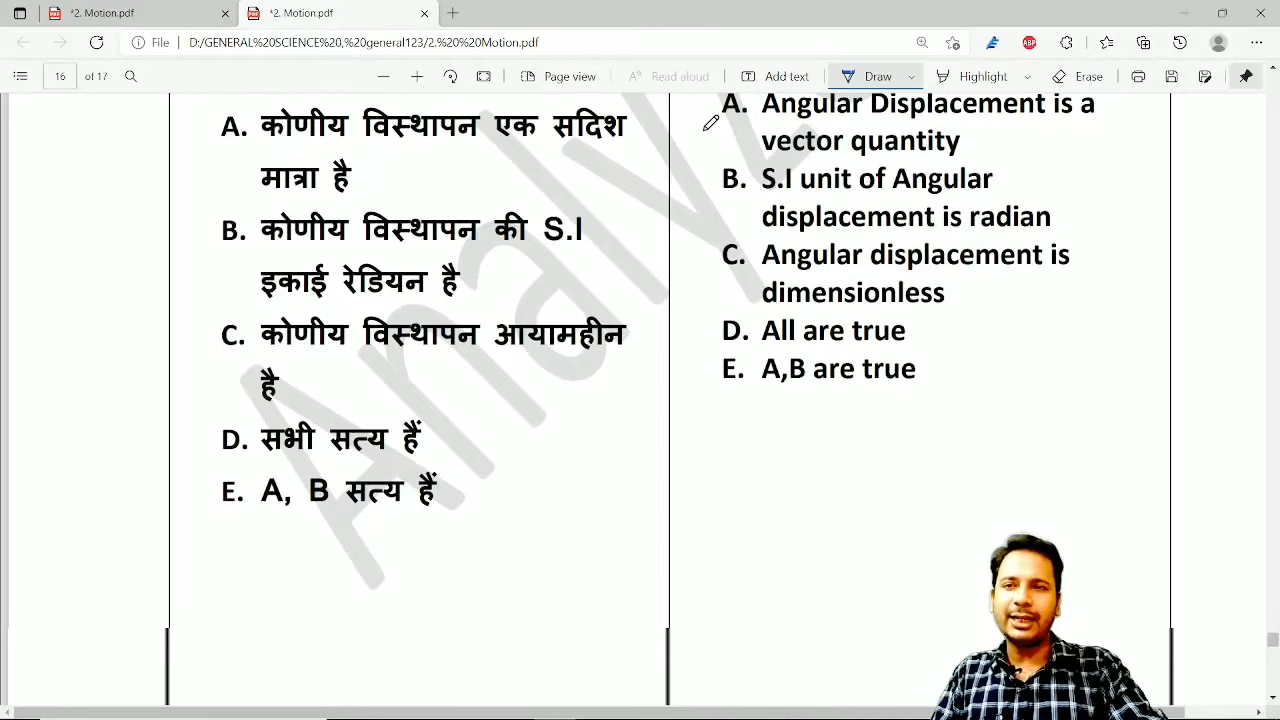 *2. Motion.pdf
*2. Motion.pdf
File
D:/GENERAL%20SCIENCE%20,%20general123/2.%20%20Motion.pdf
ABP
16 of 17
Page view
Read aloud
Add text
Draw
Highlight
Erase
A. कोणीय विस्थापन एक सदिश
मात्रा है
B. कोणीय विस्थापन की S.I
इकाई रेडियन है
C. कोणीय विस्थापन आयामहीन
है
D. सभी सत्य हैं
E. A, B सत्य हैं
A. Angular Displacement is a
vector quantity
B. S.I unit of Angular
displacement is radian
C. Angular displacement is
dimensionless
D. All are true
E. A,B are true